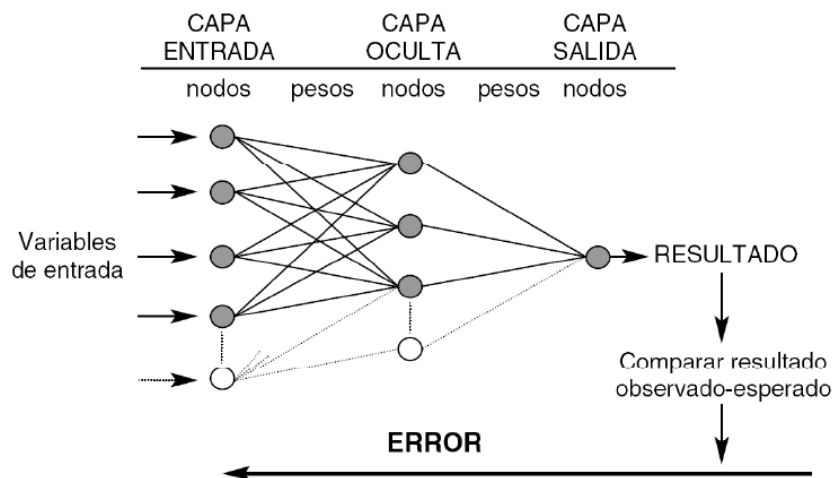 CAPA CAPA CAPA
ENTRADA OCULTA SALIDA
nodos pesos nodos pesos nodos
Variables
de entrada
RESULTADO
Comparar resultado
observado-esperado
ERROR